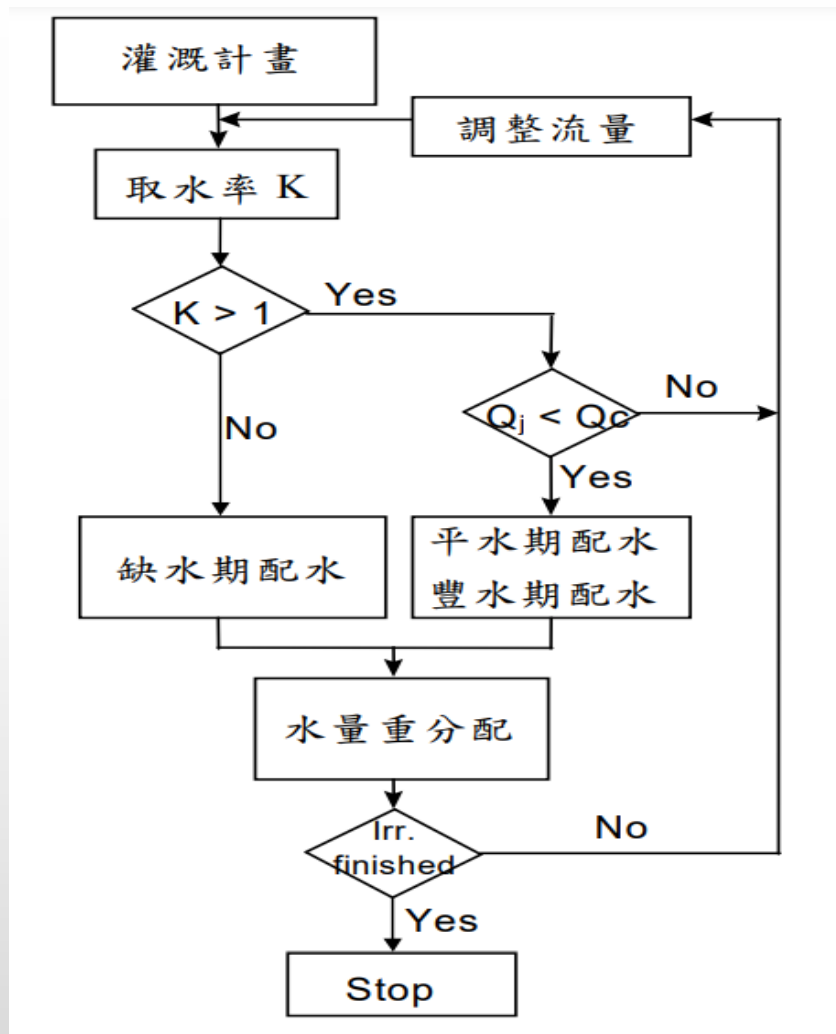 灌溉計畫
調整流量
取水率 K
K > 1
Yes
Qj < Qc
No
No
Yes
缺水期配水
平水期配水
豐水期配水
水量重分配
Irr.
finished
No
Yes
Stop